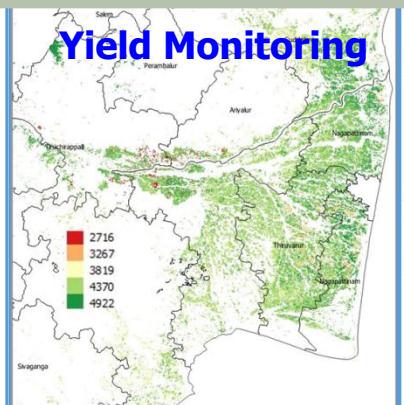 Salem
Yield Monitoring
Perambalur
Ariyalur
Nagapattinam
Tiruchirappalli
Thiruvarur
Nagapattinam
2716
3267
3819
4370
4922
Sivaganga